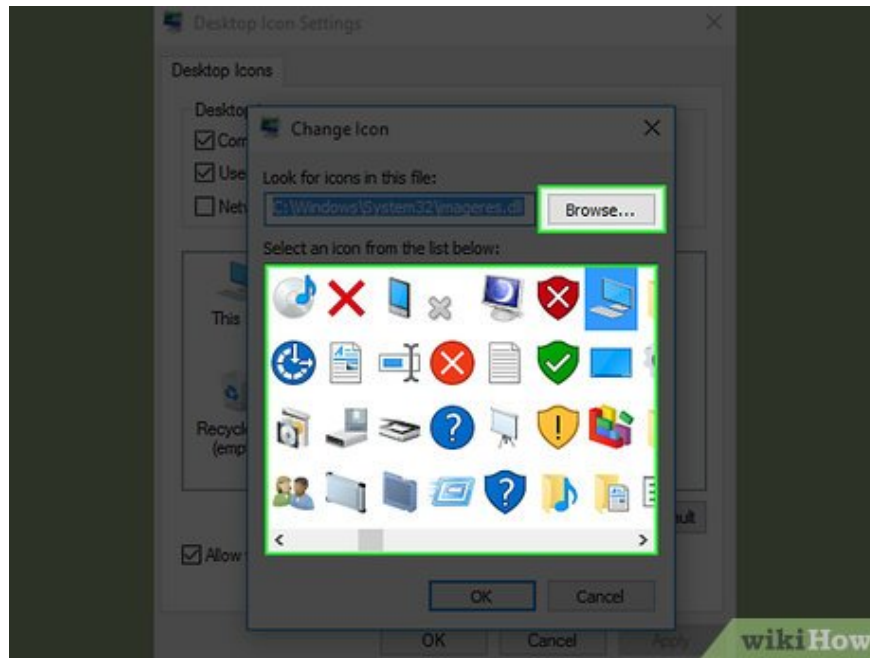 Desktop Icon Settings
Desktop Icons
Change Icon
Look for icons in this file:
C:\Windows\System32\imageres.dll
Browse...
Select an icon from the list below:
This
Allow
OK
Cancel
OK
Cancel
Apply
wikiHow